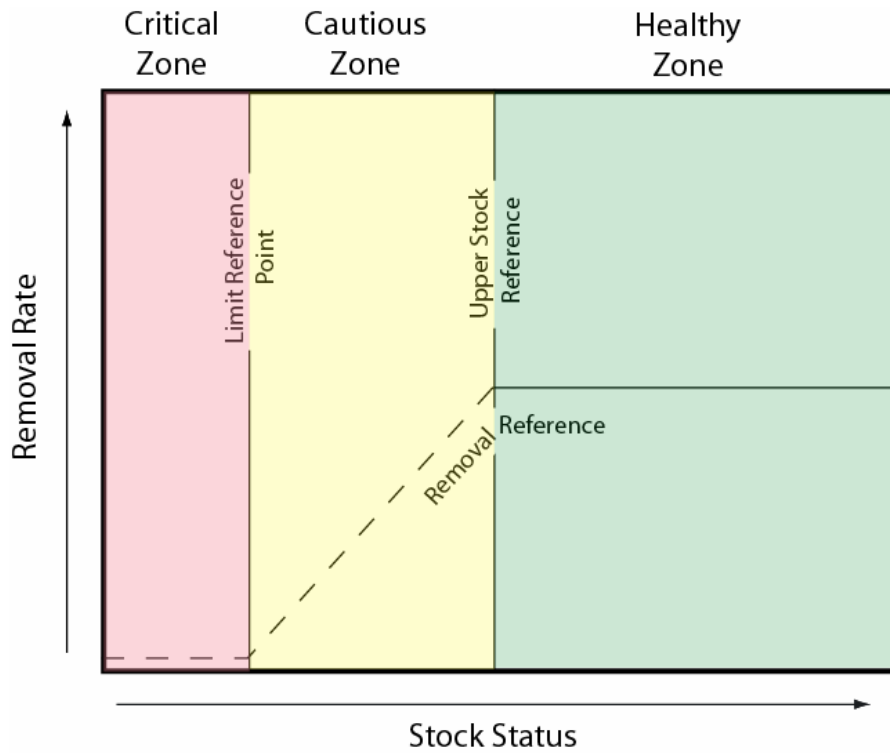 Critical
Zone
Cautious
Zone
Healthy
Zone
Removal Rate
Limit Reference
Point
Upper Stock
Reference
Removal Reference
Stock Status